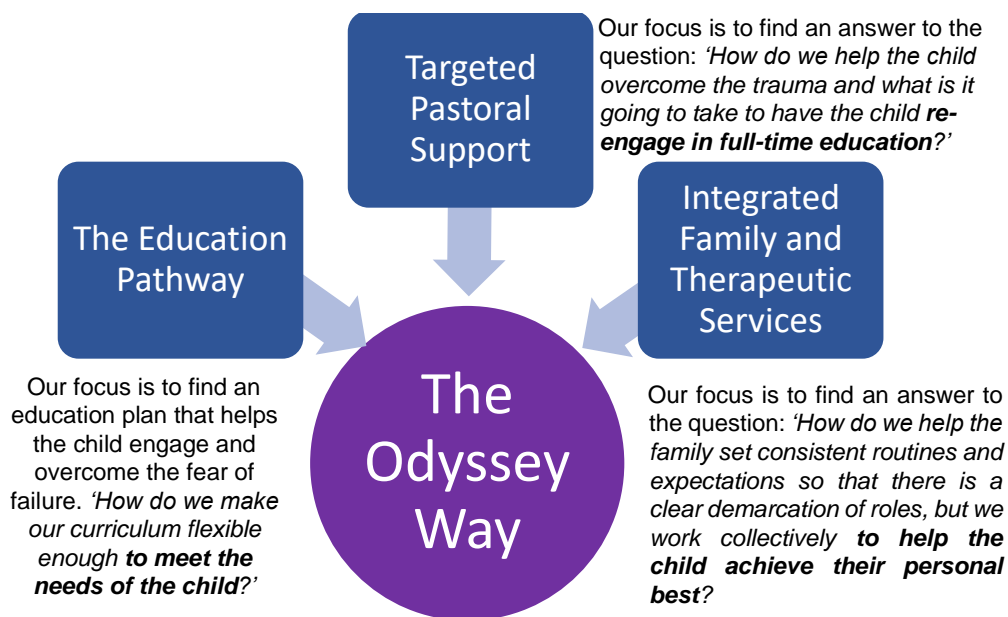 Targeted
Pastoral
Support
Our focus is to find an answer to the
question: ‘How do we help the child
overcome the trauma and what is it
going to take to have the child re-
engage in full-time education?’
The Education
Pathway
Integrated
Family and
Therapeutic
Services
The
Odyssey
Way
Our focus is to find an
education plan that helps
the child engage and
overcome the fear of
failure. ‘How do we make
our curriculum flexible
enough to meet the
needs of the child?’
Our focus is to find an answer to
the question: ‘How do we help the
family set consistent routines and
expectations so that there is a
clear demarcation of roles, but we
work collectively to help the
child achieve their personal
best?